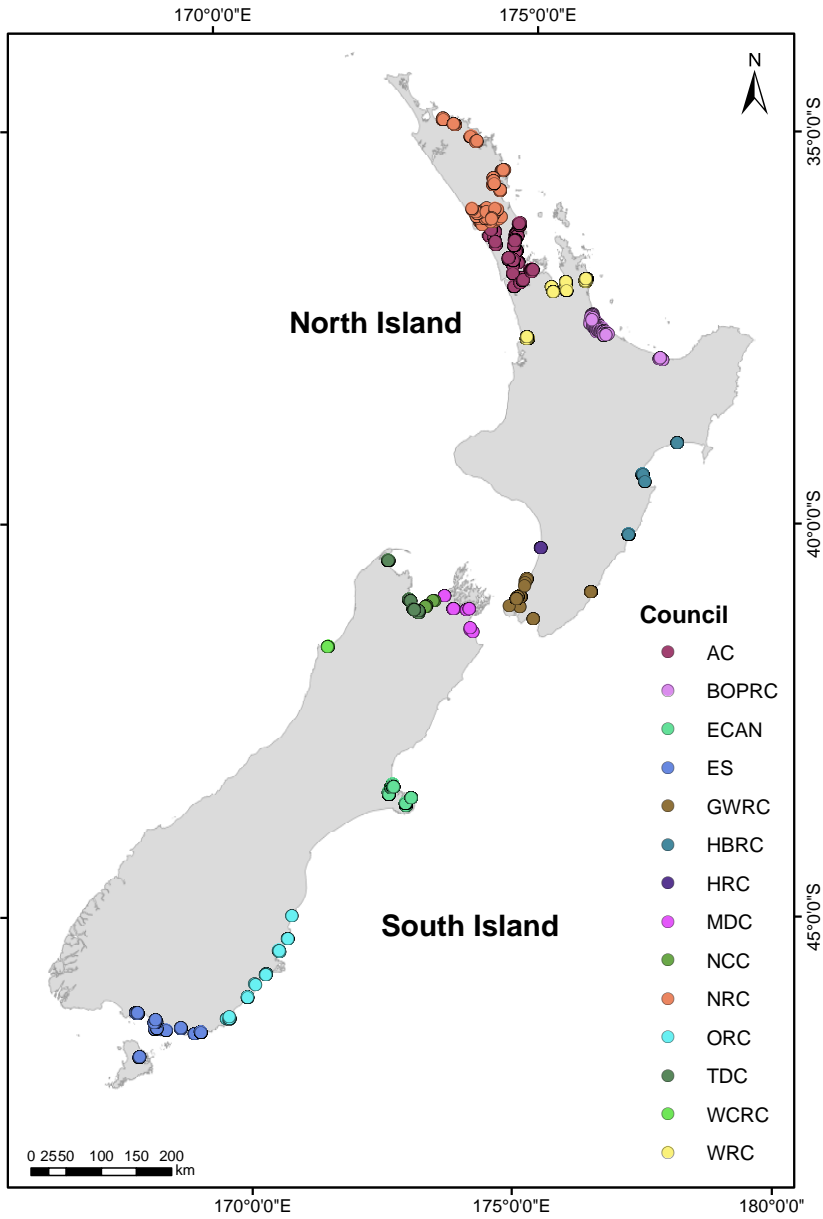 170°0'0"E 175°0'0"E
N
35°0'0"S
North Island
40°0'0"S
Council
AC
BOPRC
ECAN
ES
GWRC
HBRC
HRC
MDC
45°0'0"S
South Island
NCC
NRC
ORC
TDC
WCRC
WRC
0 25 50 100 150 200
km
170°0'0"E 175°0'0"E 180°0'0"